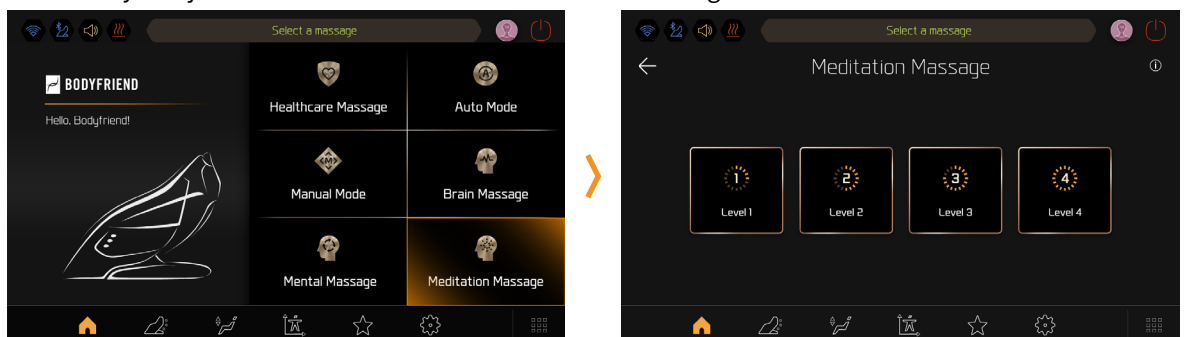 Select a massage
BODYFRIEND
Hello, Bodyfriend!
Healthcare Massage
Auto Mode
Manual Mode
Brain Massage
Mental Massage
Meditation Massage
Select a massage
Meditation Massage
1
2
3
4
Level 1
Level 2
Level 3
Level 4